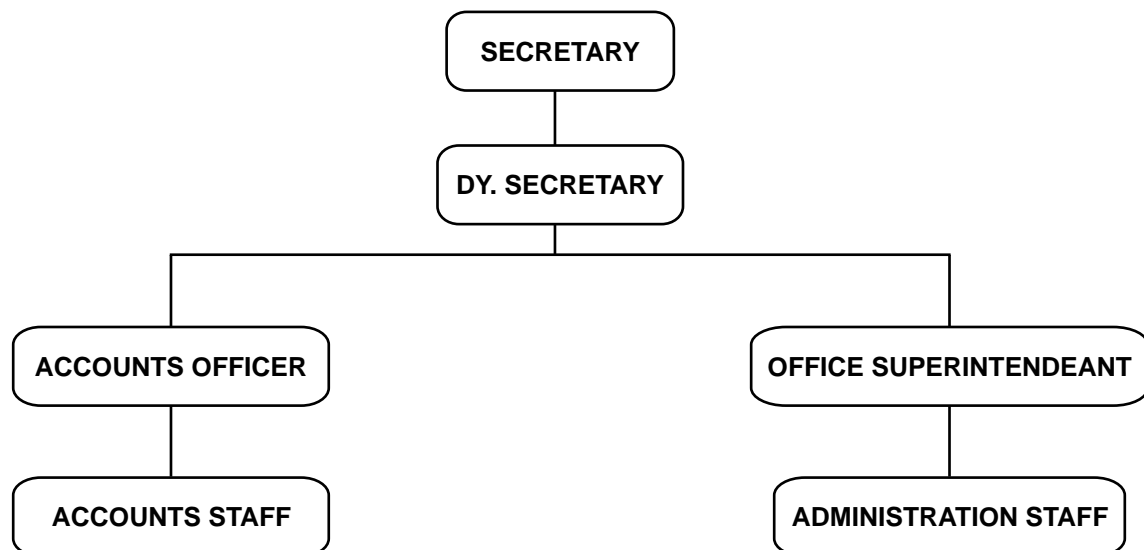 SECRETARY
DY. SECRETARY
ACCOUNTS OFFICER
OFFICE SUPERINTENDEANT
ACCOUNTS STAFF
ADMINISTRATION STAFF